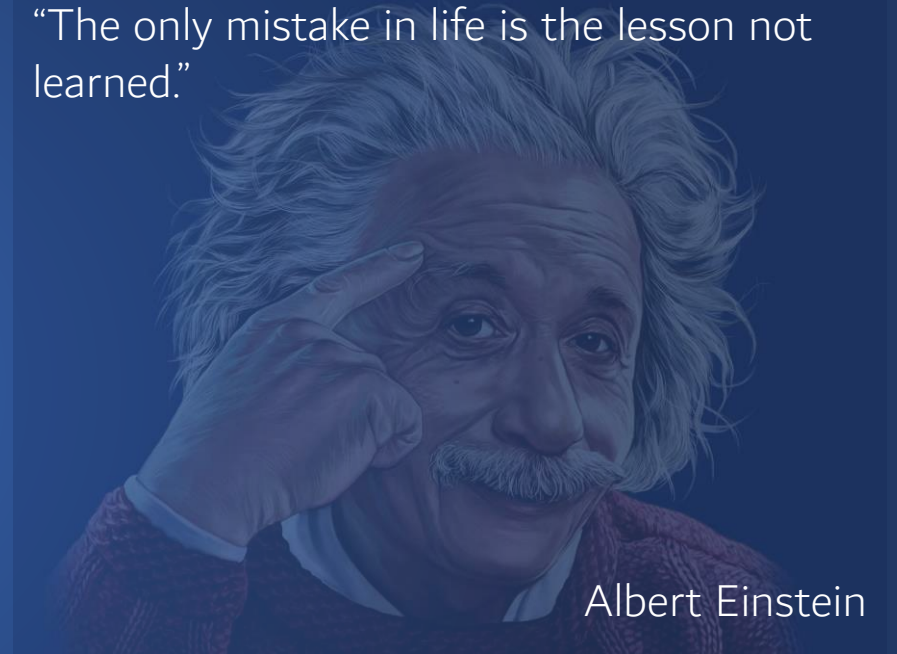 “The only mistake in life is the lesson not
learned.”
Albert Einstein